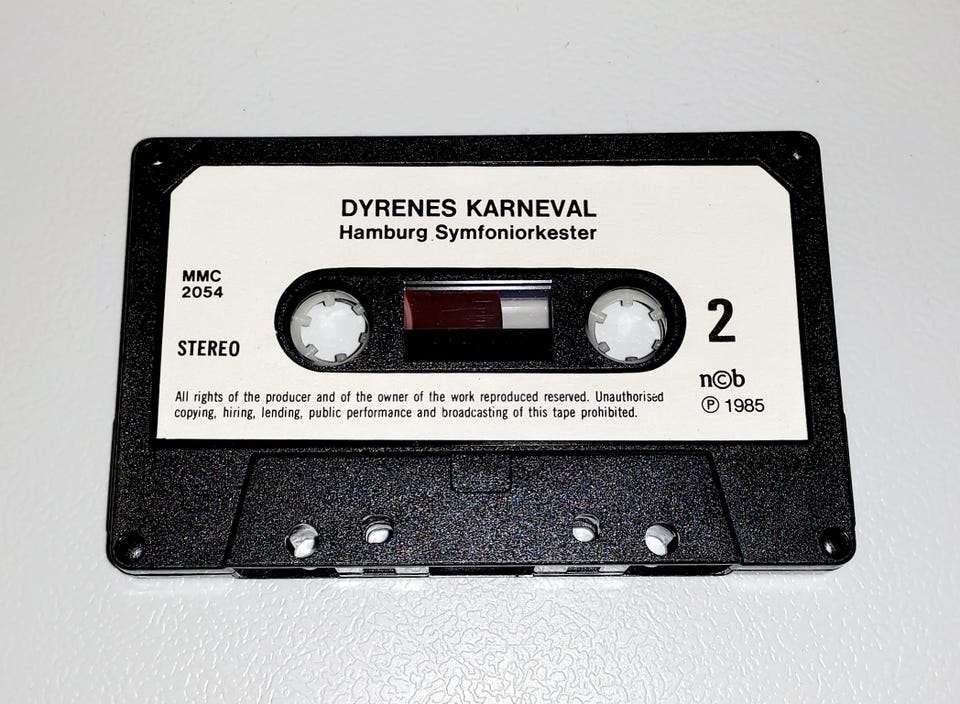 DYRENES KARNEVAL
Hamburg Symfoniorkester
MMC
2054
2
STEREO
n©b
All rights of the producer and of the owner of the work reproduced reserved. Unauthorised
copying, hiring, lending, public performance and broadcasting of this tape prohibited.
℗ 1985